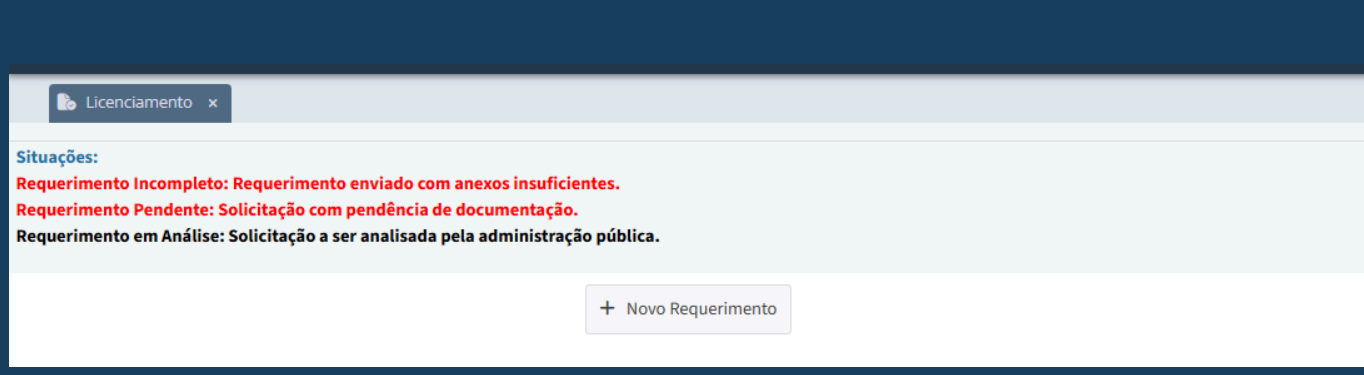 Licenciamento ×
Situações:
Requerimento Incompleto: Requerimento enviado com anexos insuficientes.
Requerimento Pendente: Solicitação com pendência de documentação.
Requerimento em Análise: Solicitação a ser analisada pela administração pública.
+ Novo Requerimento